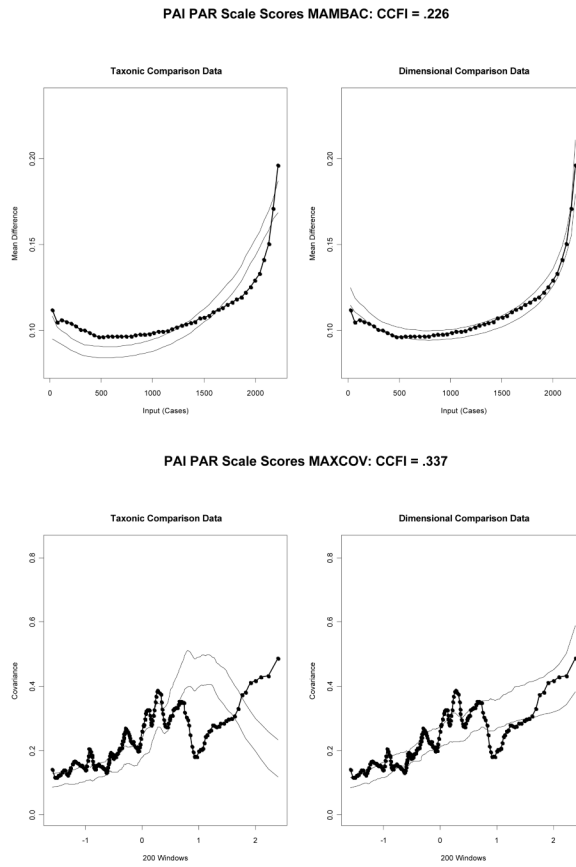 PAI PAR Scale Scores MAMBAC: CCFI = .226
Taxonic Comparison Data
Dimensional Comparison Data
Mean Difference
0.20
0.15
0.10
0 500 1000 1500 2000
Input (Cases)
Mean Difference
0.20
0.15
0.10
0 500 1000 1500 2000
Input (Cases)
PAI PAR Scale Scores MAXCOV: CCFI = .337
Taxonic Comparison Data
Dimensional Comparison Data
Covariance
0.8
0.6
0.4
0.2
0.0
-1 0 1 2
200 Windows
Covariance
0.8
0.6
0.4
0.2
0.0
-1 0 1 2
200 Windows